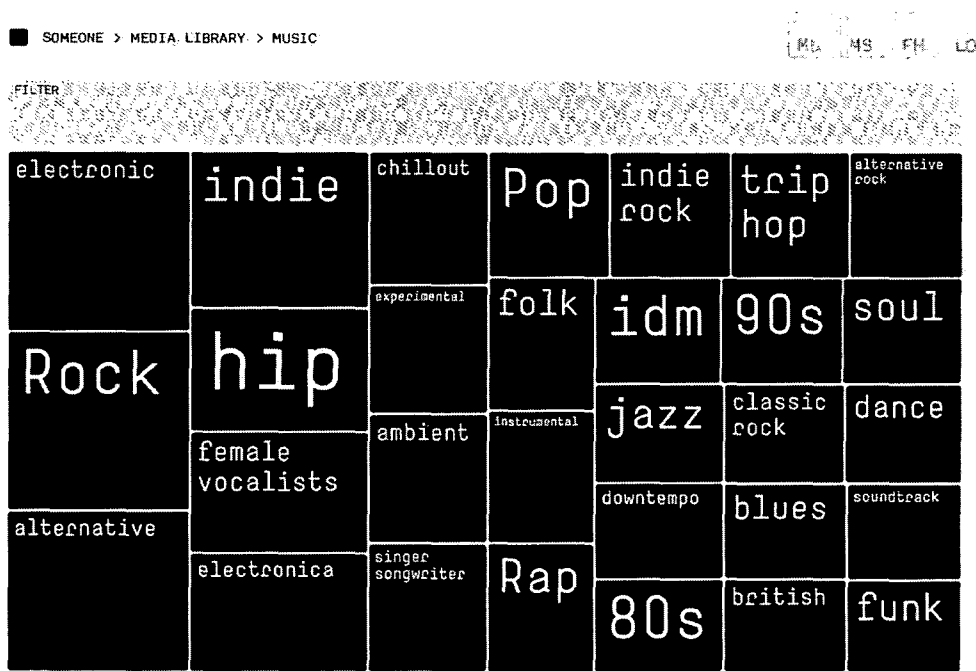 SOMEONE > MEDIA LIBRARY > MUSIC
MS FH LO
FILTER
electronic
indie
chillout
Pop
indie
rock
trip
hop
alternative
rock
experimental
folk
idm
90s
soul
Rock
hip
ambient
instrumental
jazz
classic
rock
dance
female
vocalists
downtempo
blues
soundtrack
alternative
electronica
singer
songwriter
Rap
80s
british
funk